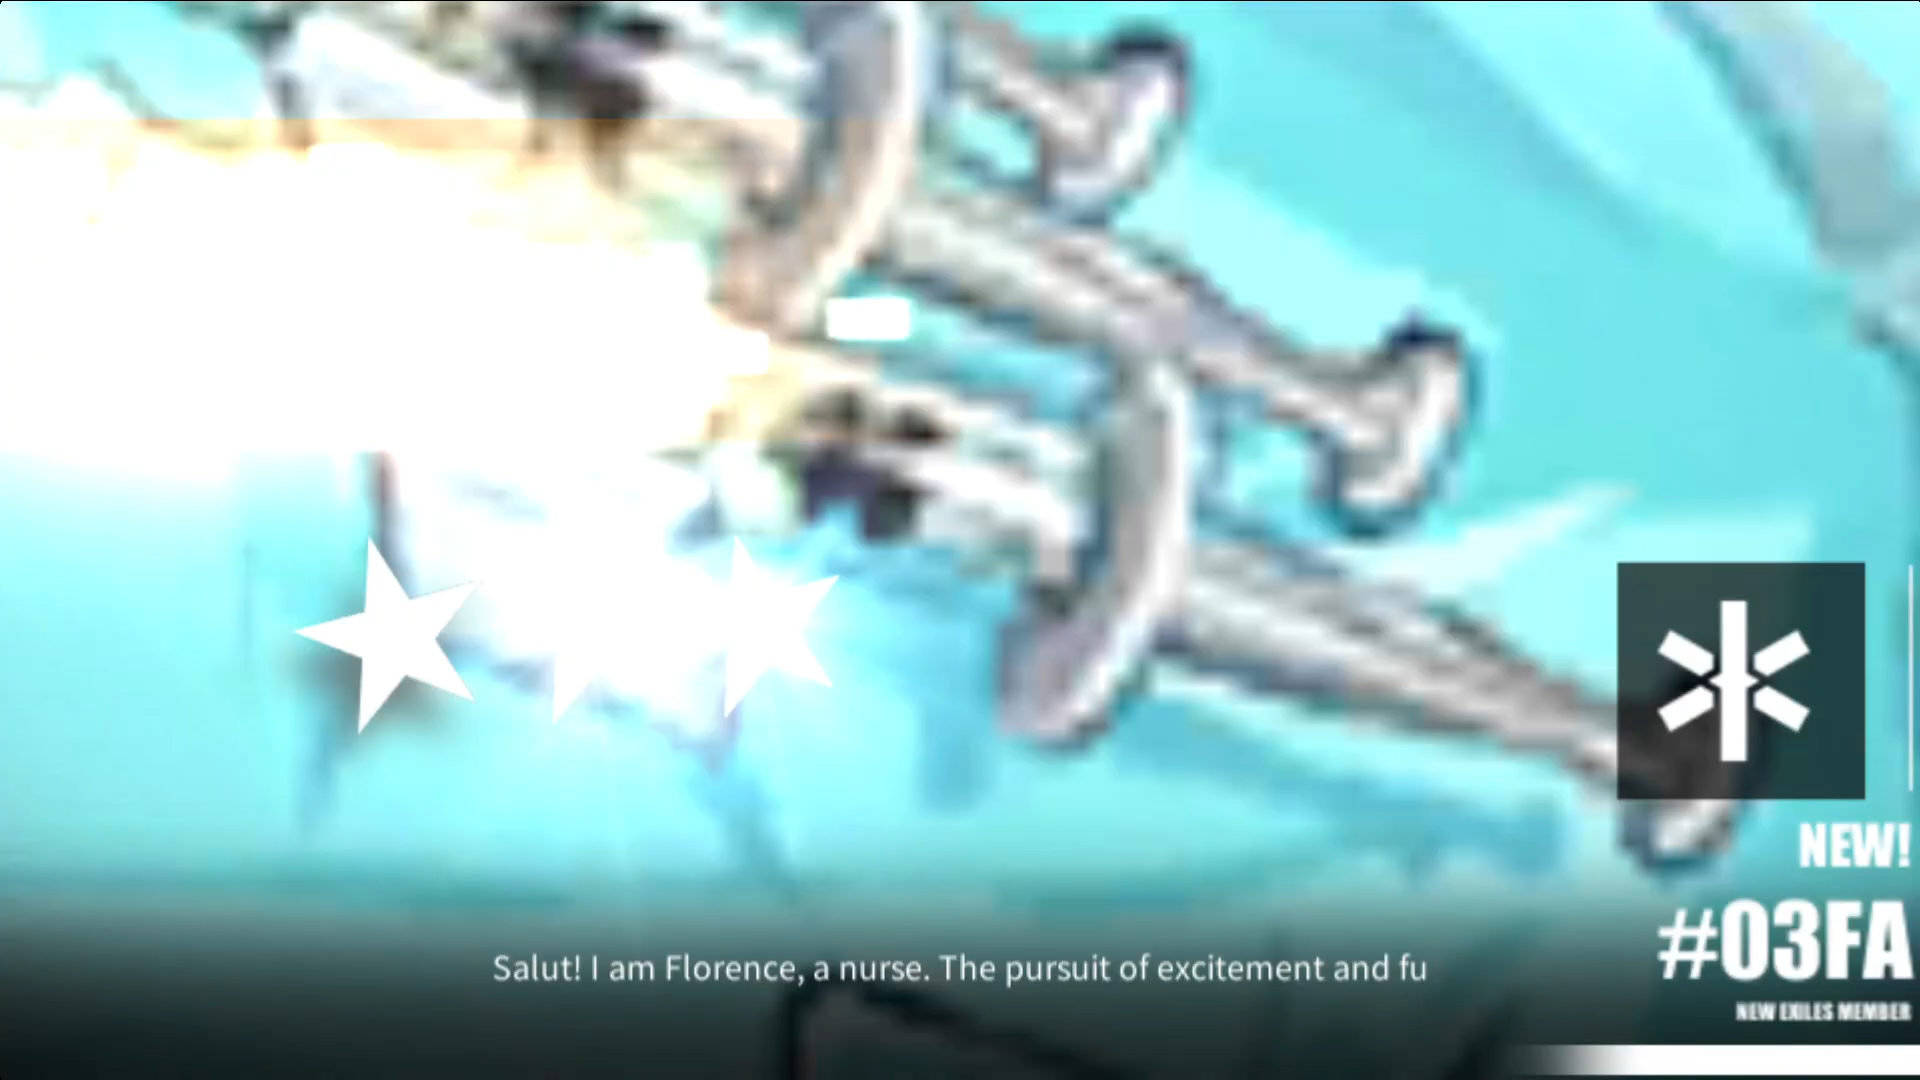 NEW!
#03FA
Salut! I am Florence, a nurse. The pursuit of excitement and fu
NEW EXILES MEMBER